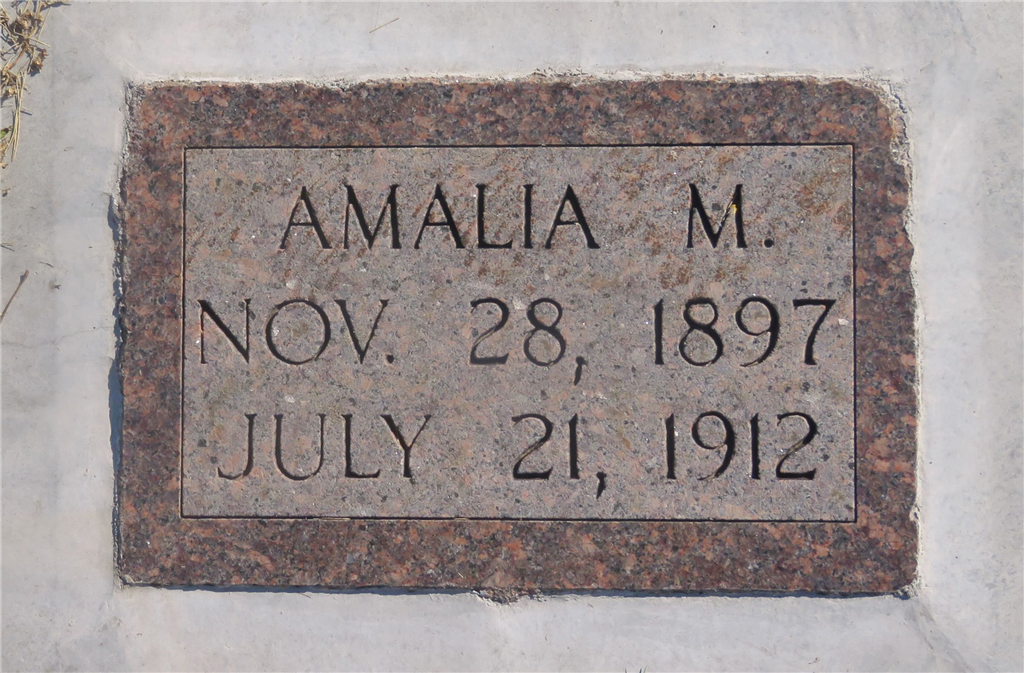 AMALIA M.
NOV. 28, 1897
JULY 21, 1912